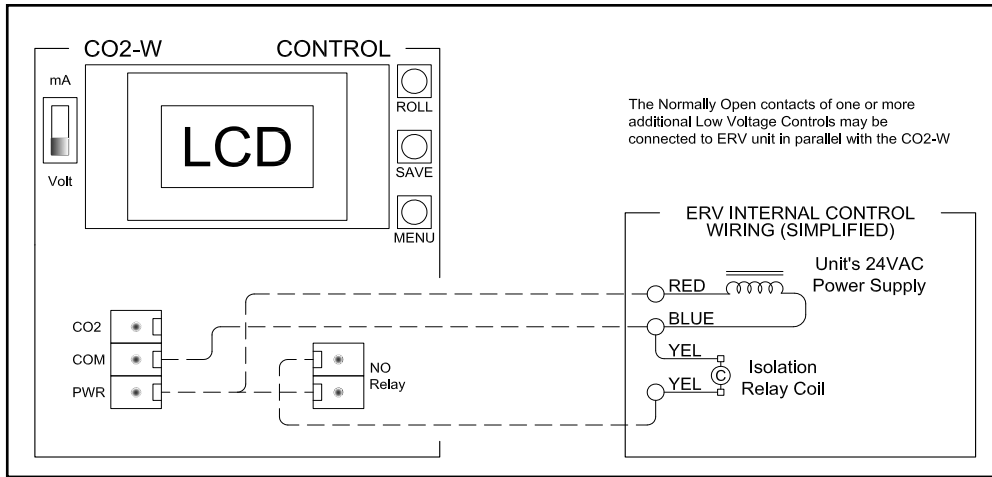 CO2-W CONTROL
mA
Volt
LCD
ROLL
SAVE
MENU
The Normally Open contacts of one or more
additional Low Voltage Controls may be
connected to ERV unit in parallel with the CO2-W
ERV INTERNAL CONTROL
WIRING (SIMPLIFIED)
Unit's 24VAC
Power Supply
RED
BLUE
YEL
YEL
C
Isolation
Relay Coil
CO2
COM
PWR
NO
Relay